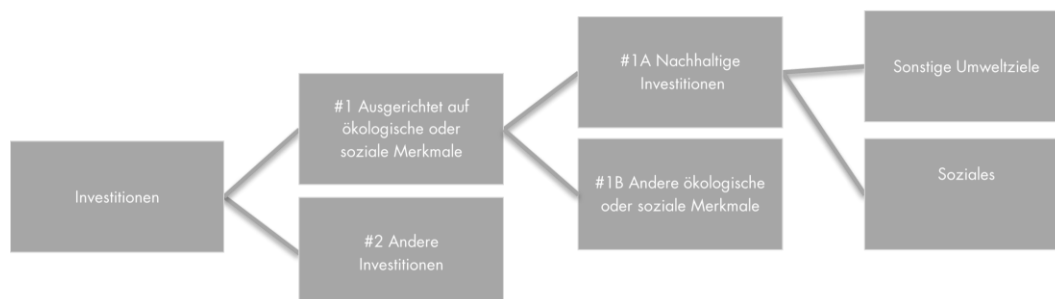 Investitionen
#1 Ausgerichtet auf
ökologische oder
soziale Merkmale
#2 Andere
Investitionen
#1A Nachhaltige
Investitionen
#1B Andere ökologische
oder soziale Merkmale
Sonstige Umweltziele
Soziales